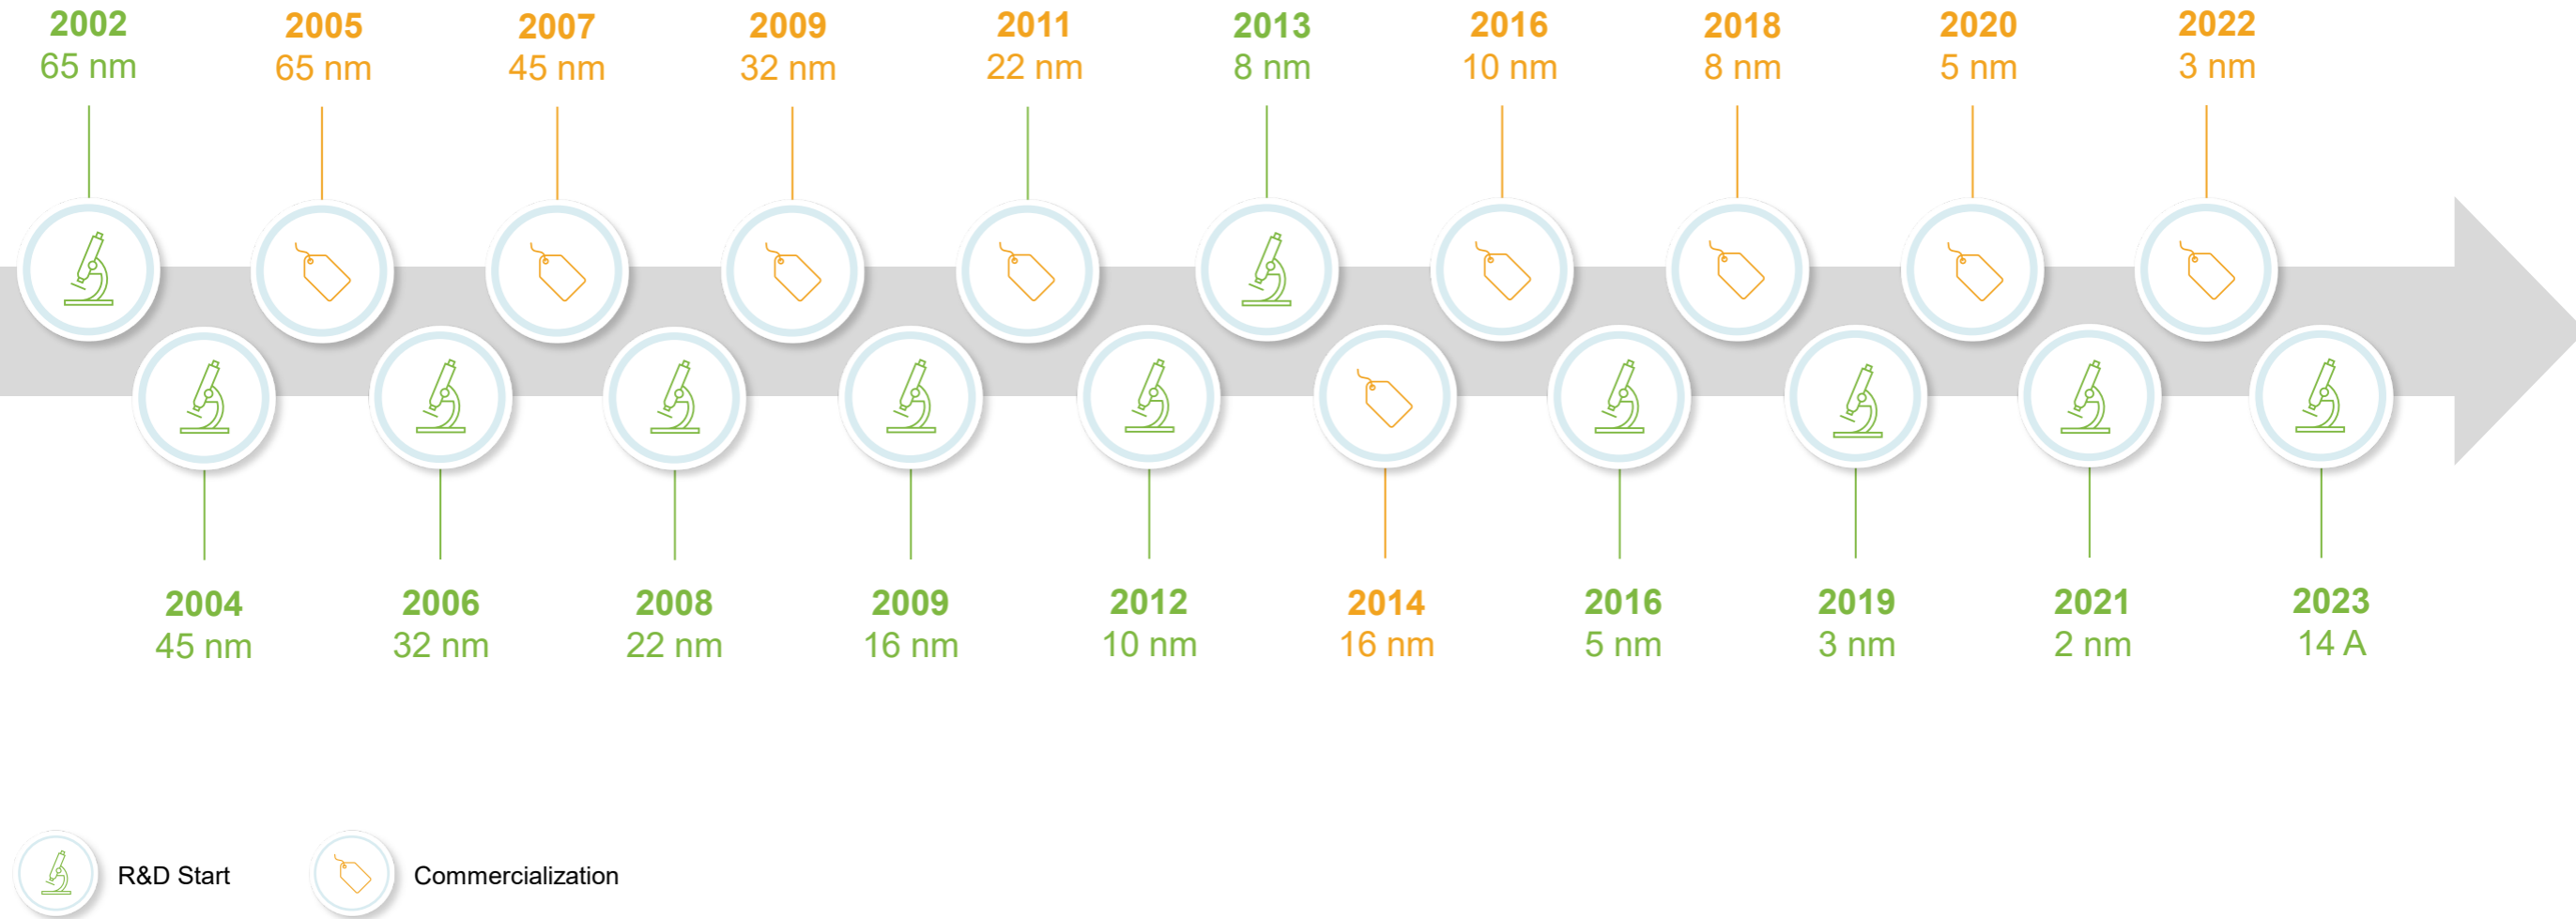 2002
65 nm
2005
65 nm
2007
45 nm
2009
32 nm
2011
22 nm
2013
8 nm
2016
10 nm
2018
8 nm
2020
5 nm
2022
3 nm
2004
45 nm
2006
32 nm
2008
22 nm
2009
16 nm
2012
10 nm
2014
16 nm
2016
5 nm
2019
3 nm
2021
2 nm
2023
14 A
R&D Start
Commercialization